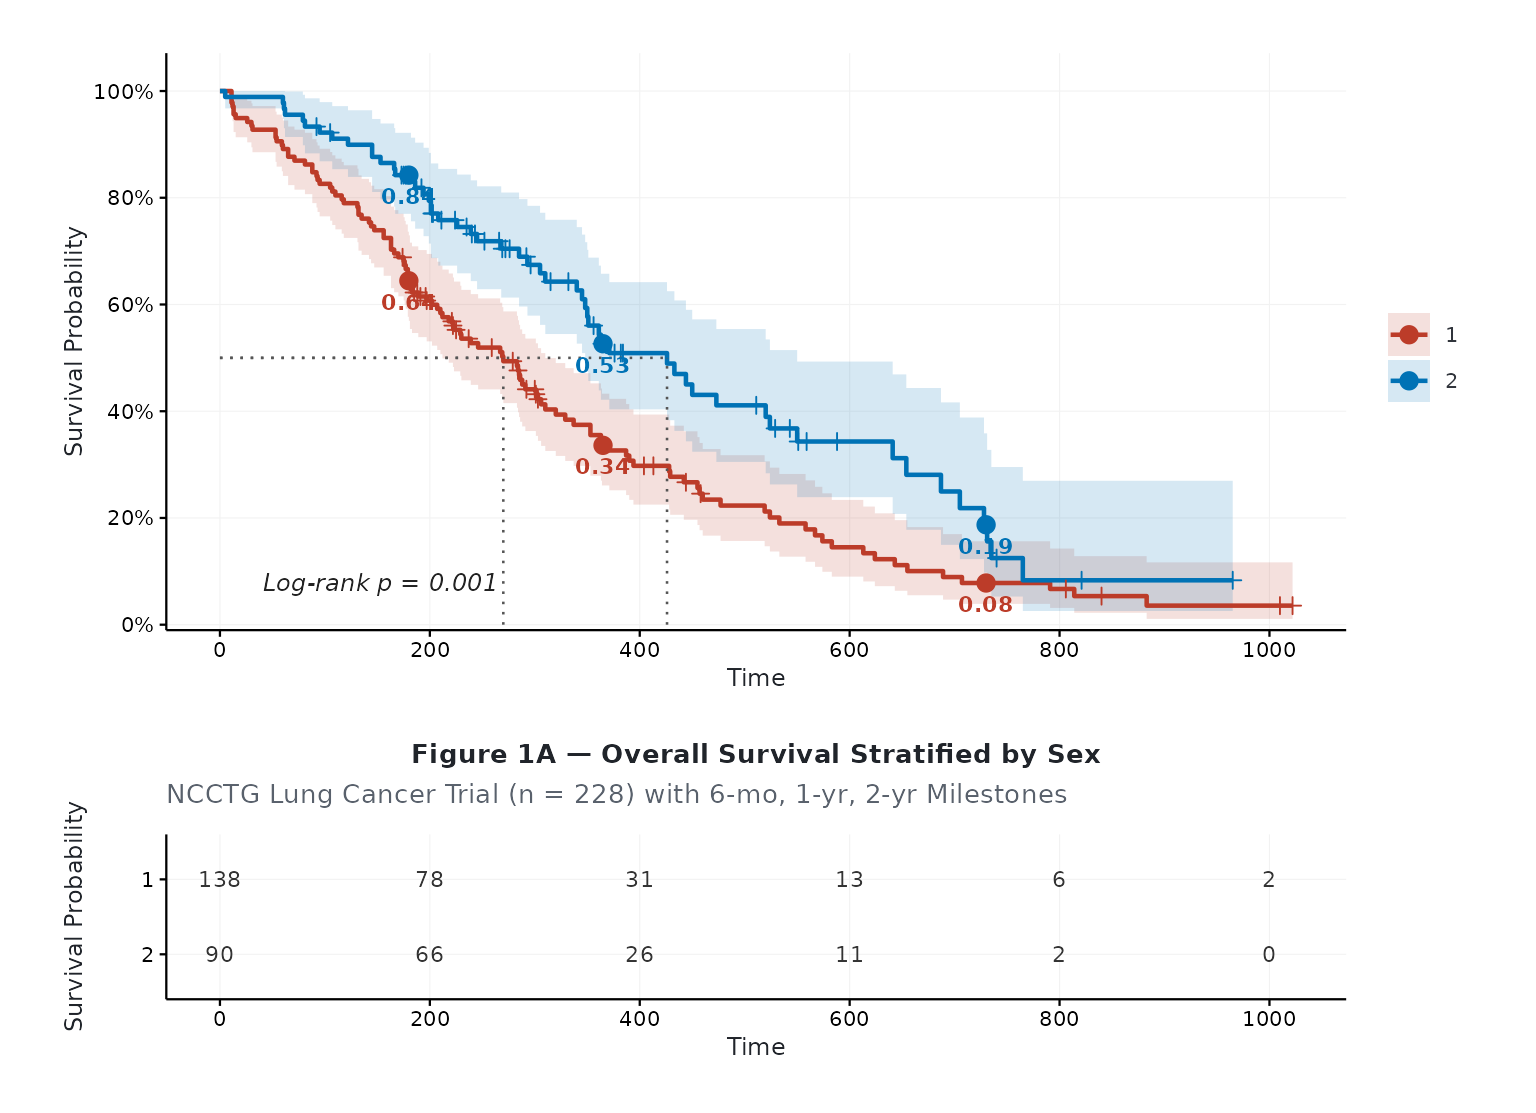 100%
80%
60%
40%
20%
0%
Survival Probability
0.53
0.34
0.19
0.08
Log-rank p = 0.001
0 200 400 600 800 1000
Time
1
2
Figure 1A — Overall Survival Stratified by Sex
NCCTG Lung Cancer Trial (n = 228) with 6-mo, 1-yr, 2-yr Milestones
Survival Probability
1 138 78 31 13 6 2
2 90 66 26 11 2 0
0 200 400 600 800 1000
Time